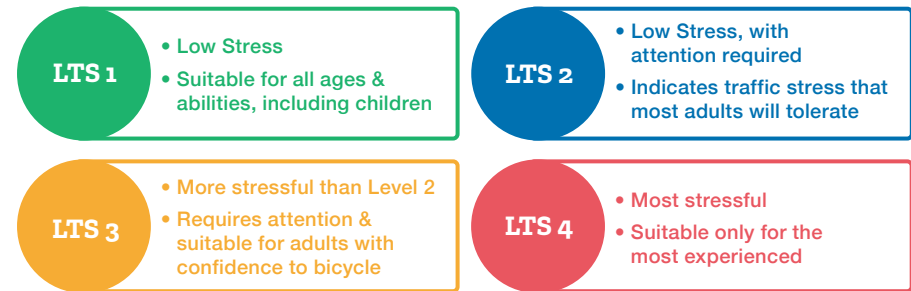 LTS 1
• Low Stress
• Suitable for all ages &
abilities, including children
LTS 2
• Low Stress, with
attention required
• Indicates traffic stress that
most adults will tolerate
LTS 3
• More stressful than Level 2
• Requires attention &
suitable for adults with
confidence to bicycle
LTS 4
• Most stressful
• Suitable only for the
most experienced